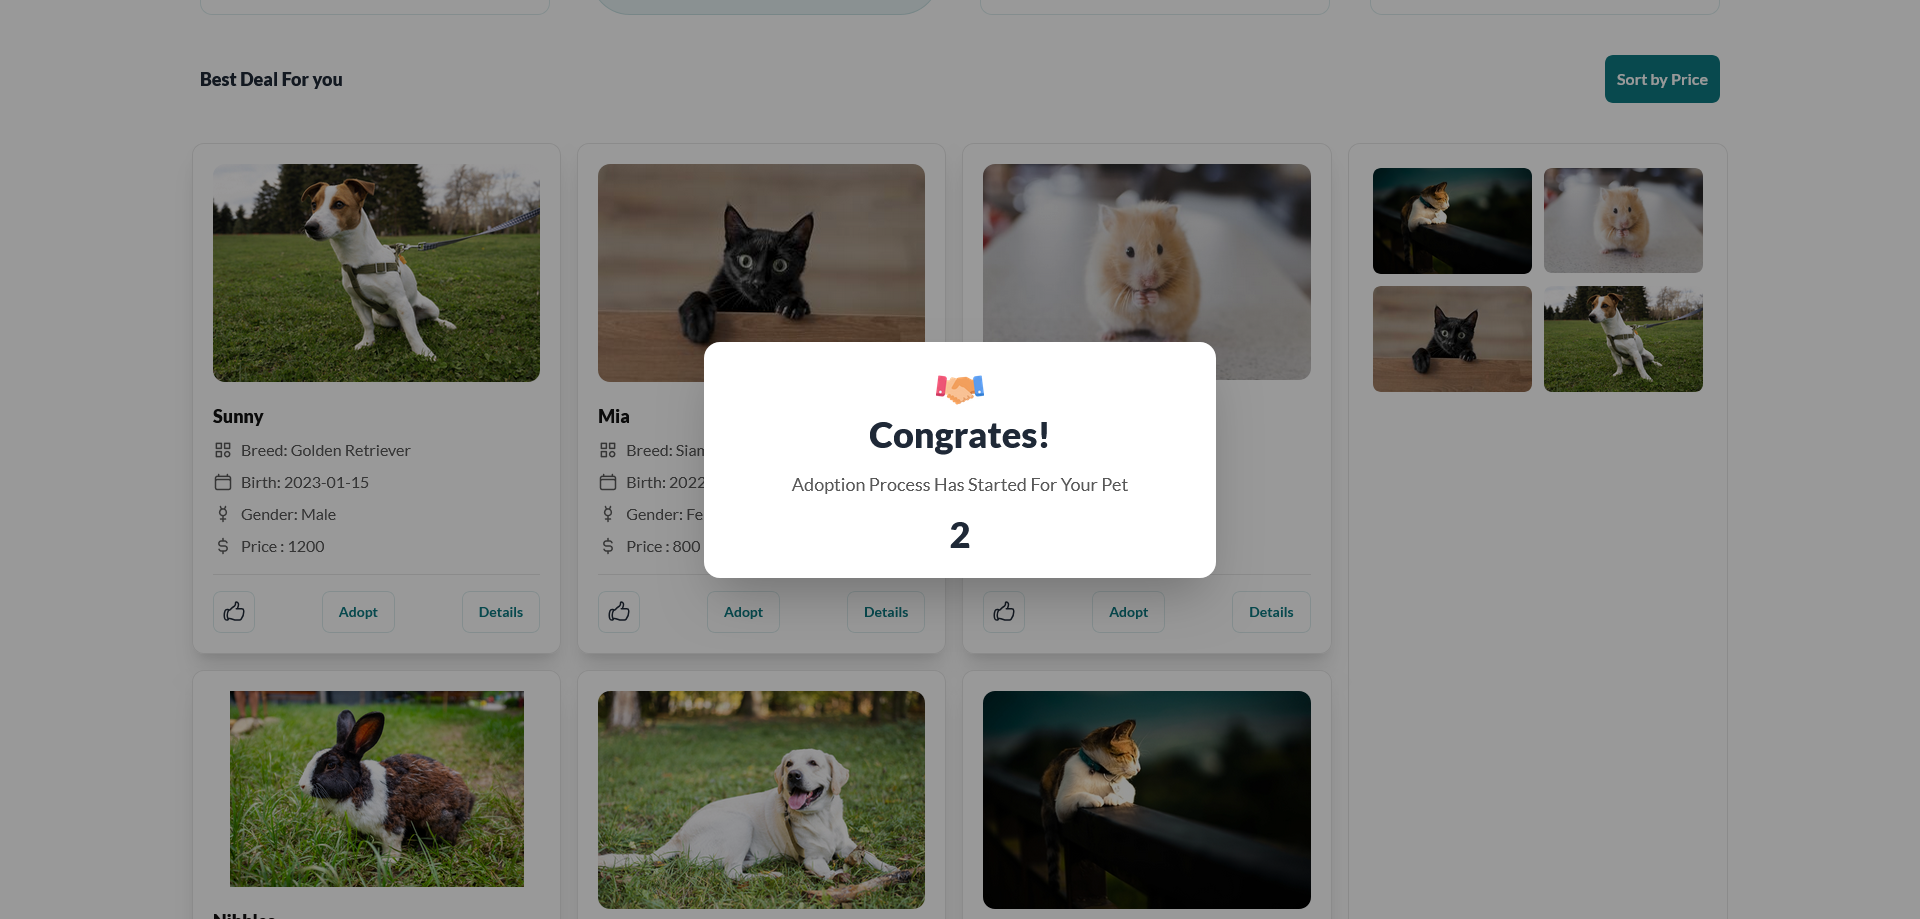 Best Deal For you
Sort by Price
Sunny
Breed: Golden Retriever
Birth: 2023-01-15
Gender: Male
Price : 1200
Adopt
Details
Mia
Breed: Siam
Birth: 2022
Gender: Fe
Price : 800
Adopt
Details
Adopt
Details
Congrates!
Adoption Process Has Started For Your Pet
2